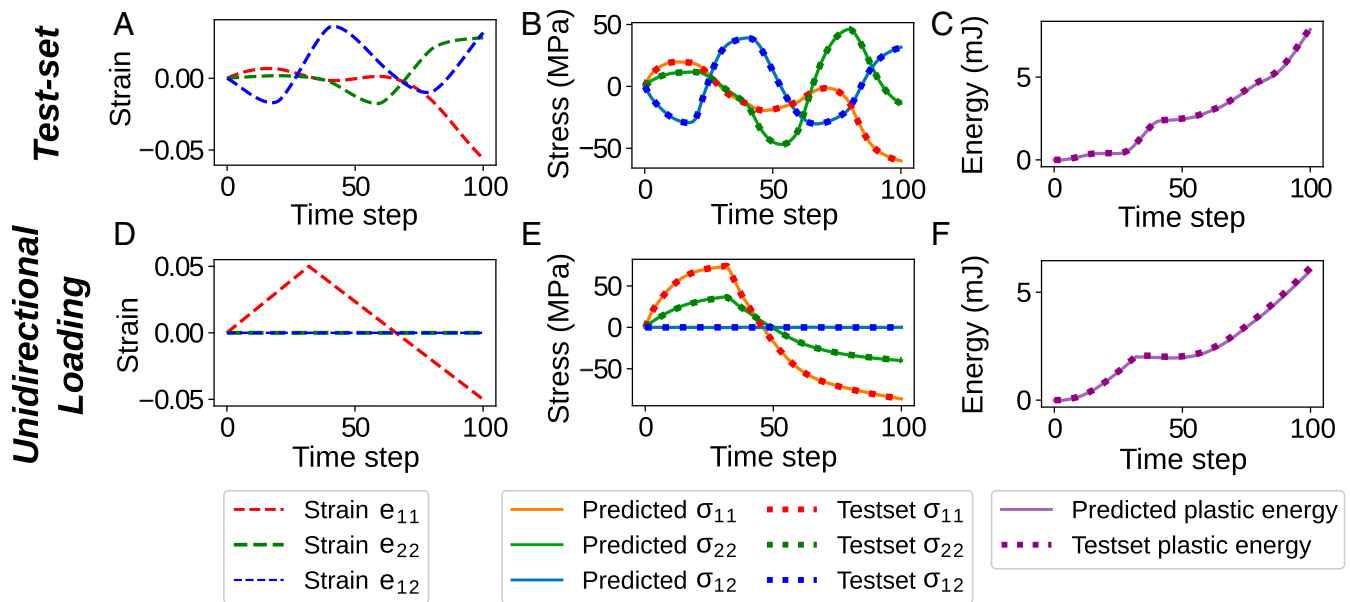 Test-set
A
Strain
0.00
−0.05
0
50
100
Time step
B
Stress (MPa)
50
0
−50
0
50
100
Time step
C
Energy (mJ)
5
0
0
50
100
Time step
Unidirectional
Loading
D
Strain
0.05
0.00
−0.05
0
50
100
Time step
E
Stress (MPa)
50
0
−50
0
50
100
Time step
F
Energy (mJ)
5
0
0
50
100
Time step
Strain e₁₁
Strain e₂₂
Strain e₁₂
Predicted σ₁₁
Predicted σ₂₂
Predicted σ₁₂
Testset σ₁₁
Testset σ₂₂
Testset σ₁₂
Predicted plastic energy
Testset plastic energy